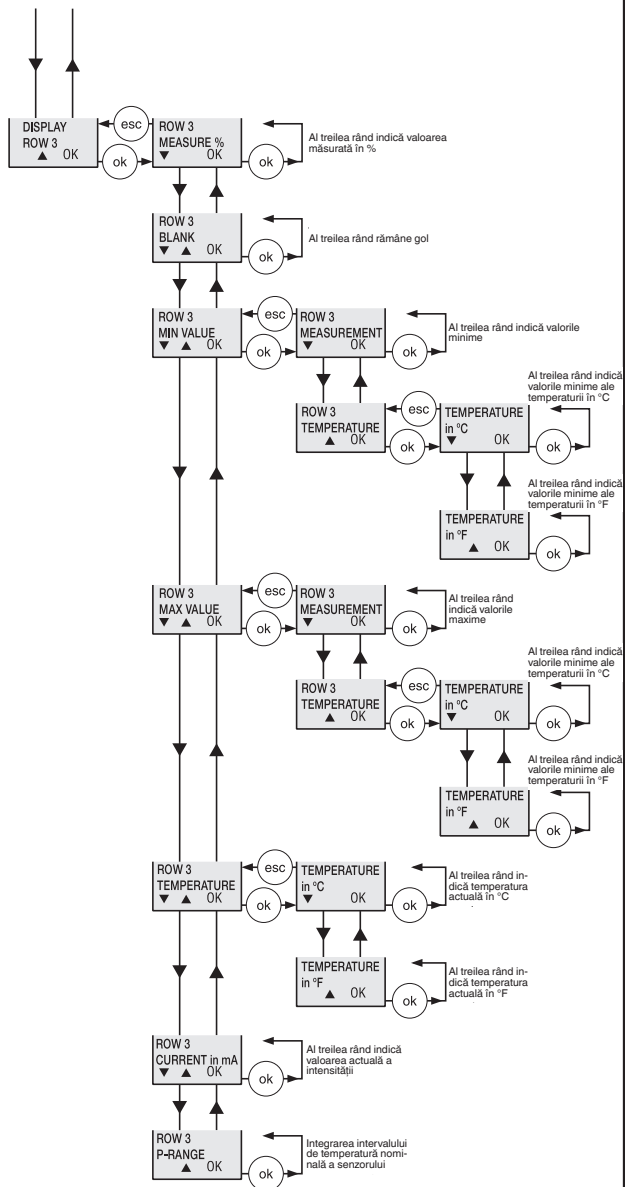 DISPLAY
ROW 3
▲ OK
esc
ok
ROW 3
MEASURE %
▼ OK
ok
Al treilea rând indică valoarea
măsurată în %
ROW 3
BLANK
▼ ▲ OK
ok
Al treilea rând rămâne gol
ROW 3
MIN VALUE
▼ ▲ OK
esc
ok
ROW 3
MEASUREMENT
▼ OK
ok
Al treilea rând indică valorile
minime
ROW 3
TEMPERATURE
▲ OK
esc
ok
TEMPERATURE
in °C
▼ OK
ok
Al treilea rând indică
valorile minime ale
temperaturii în °C
TEMPERATURE
in °F
▲ OK
ok
Al treilea rând indică
valorile minime ale
temperaturii în °F
ROW 3
MAX VALUE
▼ ▲ OK
esc
ok
ROW 3
MEASUREMENT
▼ OK
ok
Al treilea rând
indică valorile
maxime
ROW 3
TEMPERATURE
▲ OK
esc
ok
TEMPERATURE
in °C
▼ OK
ok
Al treilea rând indică
valorile minime ale
temperaturii în °C
TEMPERATURE
in °F
▲ OK
ok
Al treilea rând indică
valorile minime ale
temperaturii în °F
ROW 3
TEMPERATURE
▼ ▲ OK
esc
ok
TEMPERATURE
in °C
▼ OK
ok
Al treilea rând in-
dică temperatura
actuală în °C
TEMPERATURE
in °F
▲ OK
ok
Al treilea rând in-
dică temperatura
actuală în °F
ROW 3
CURRENT in mA
▼ ▲ OK
ok
Al treilea rând indică
valoarea actuală a
intensității
ROW 3
P-RANGE
▲ OK
ok
Integrarea intervalului
de temperatură nomi-
nală a senzorului